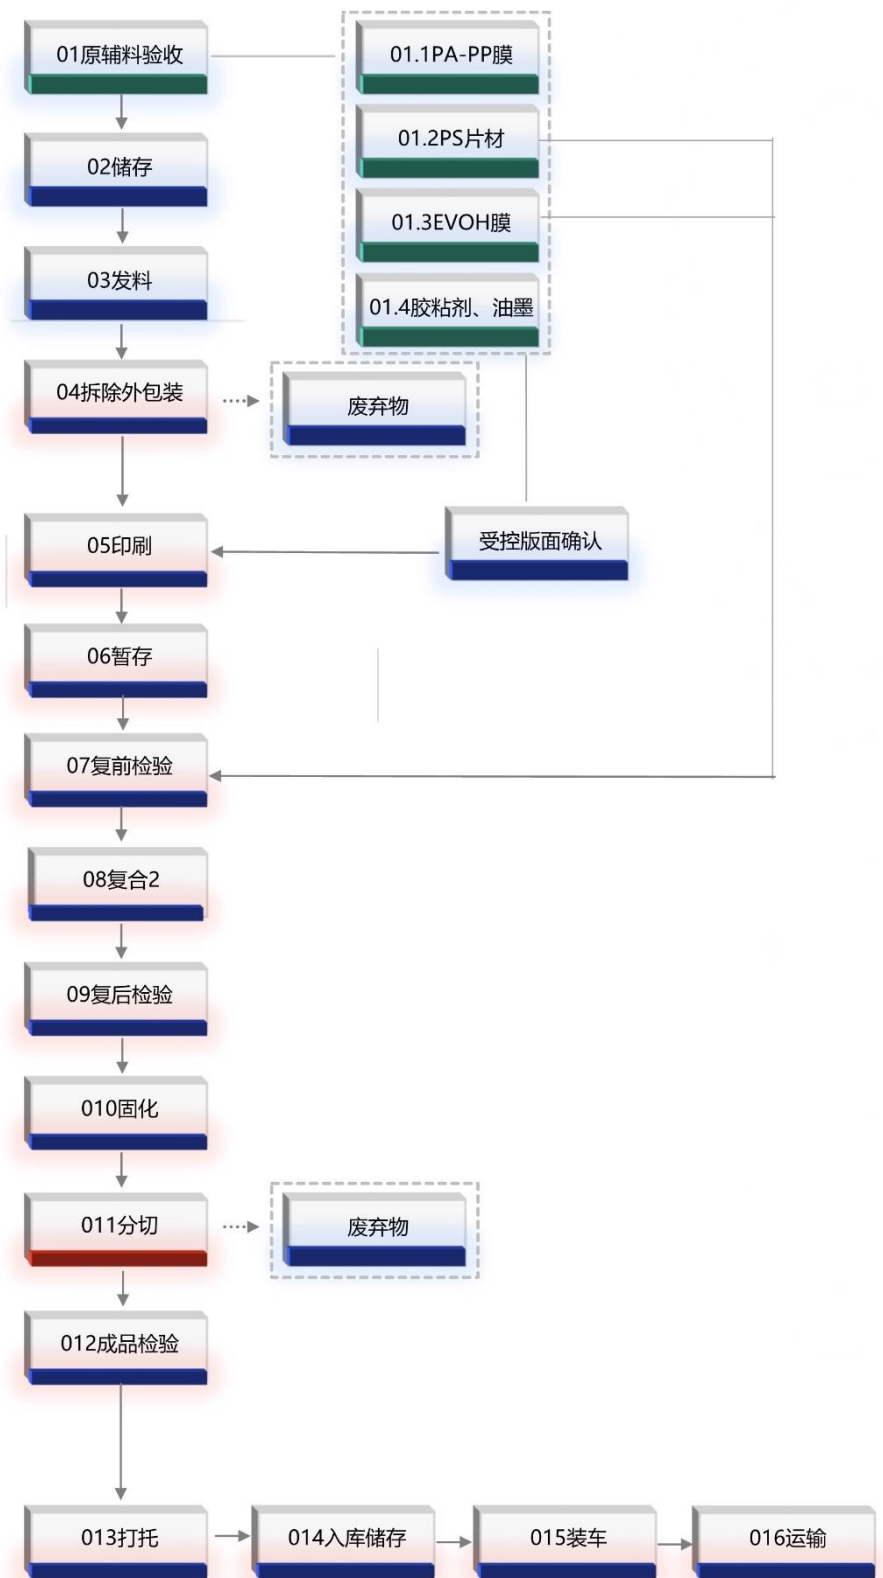 01原辅料验收
01.1PA-PP膜
01.2PS片材
02储存
01.3EVOH膜
03发料
01.4胶粘剂、油墨
04拆除外包装
废弃物
05印刷
受控版面确认
06暂存
07复前检验
08复合2
09复后检验
010固化
011分切
废弃物
012成品检验
013打托
014入库储存
015装车
016运输